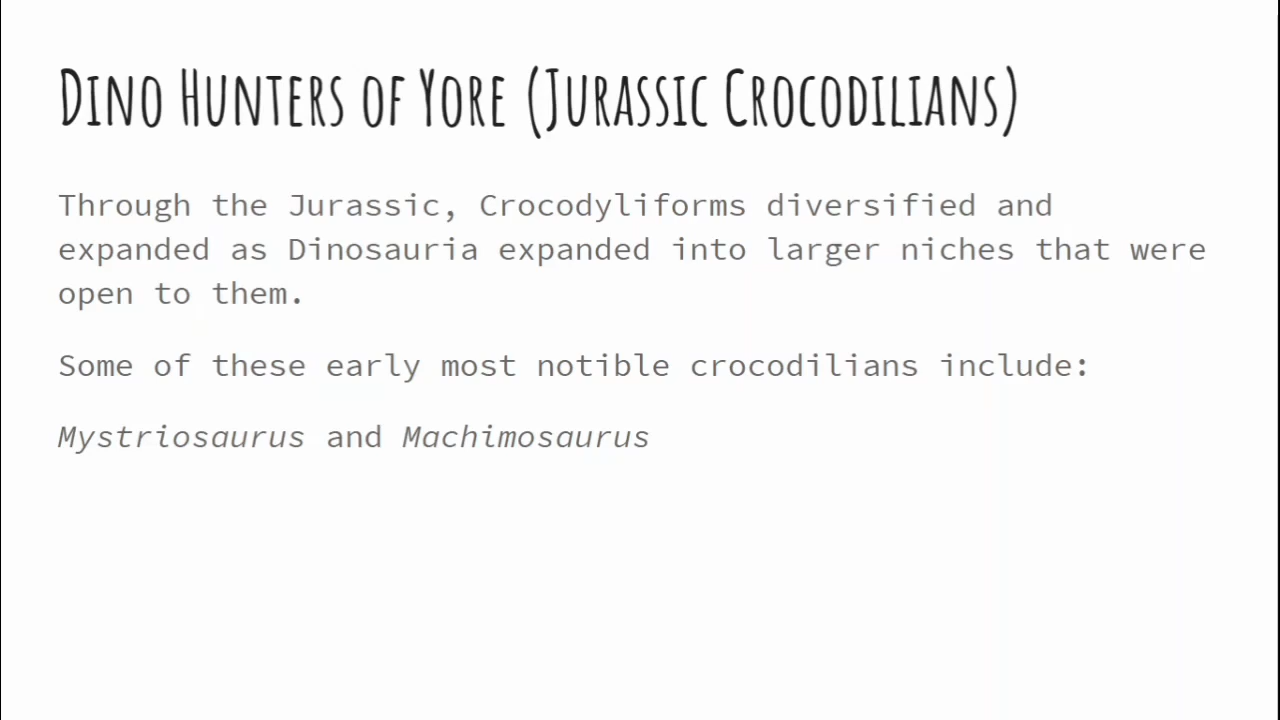 Dino Hunters of Yore (Jurassic Crocodilians)
Through the Jurassic, Crocodyliforms diversified and
expanded as Dinosauria expanded into larger niches that were
open to them.
Some of these early most notible crocodilians include:
Mystriosaurus and Machimosaurus